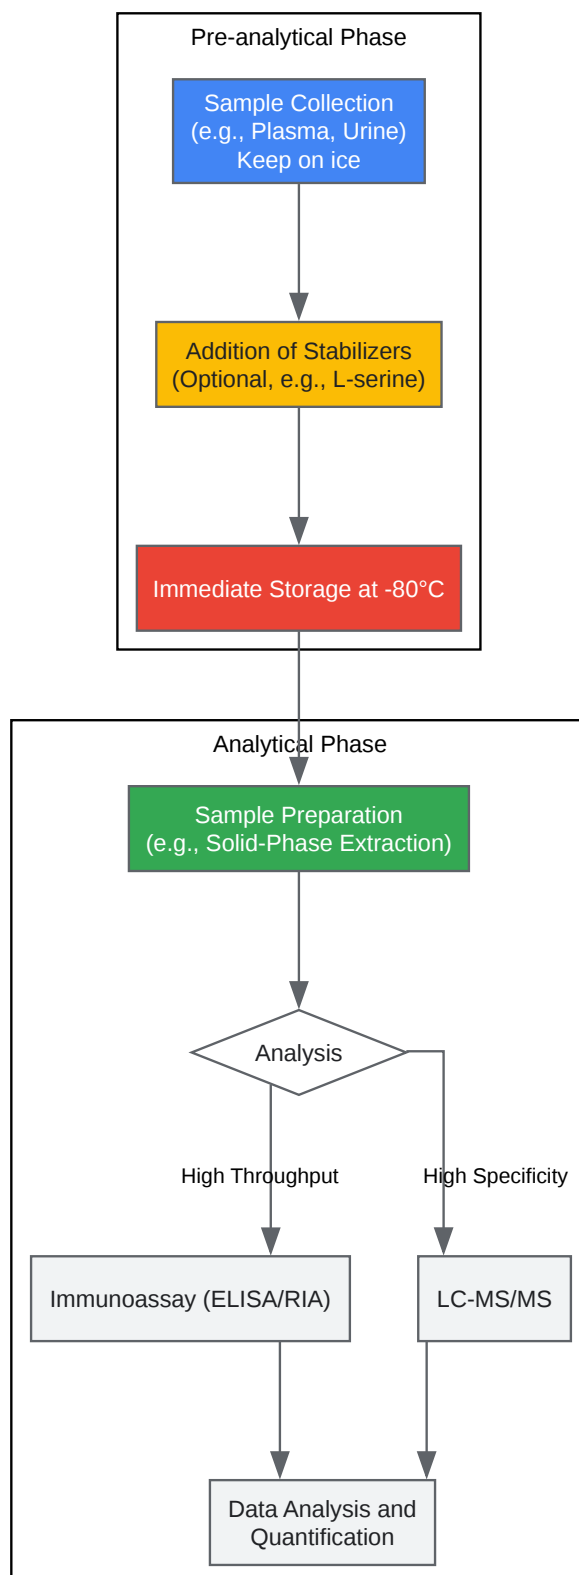 Pre-analytical Phase
Sample Collection
(e.g., Plasma, Urine)
Keep on ice
Addition of Stabilizers
(Optional, e.g., L-serine)
Immediate Storage at -80°C
Analytical Phase
Sample Preparation
(e.g., Solid-Phase Extraction)
Analysis
High Throughput
High Specificity
Immunoassay (ELISA/RIA)
LC-MS/MS
Data Analysis and
Quantification